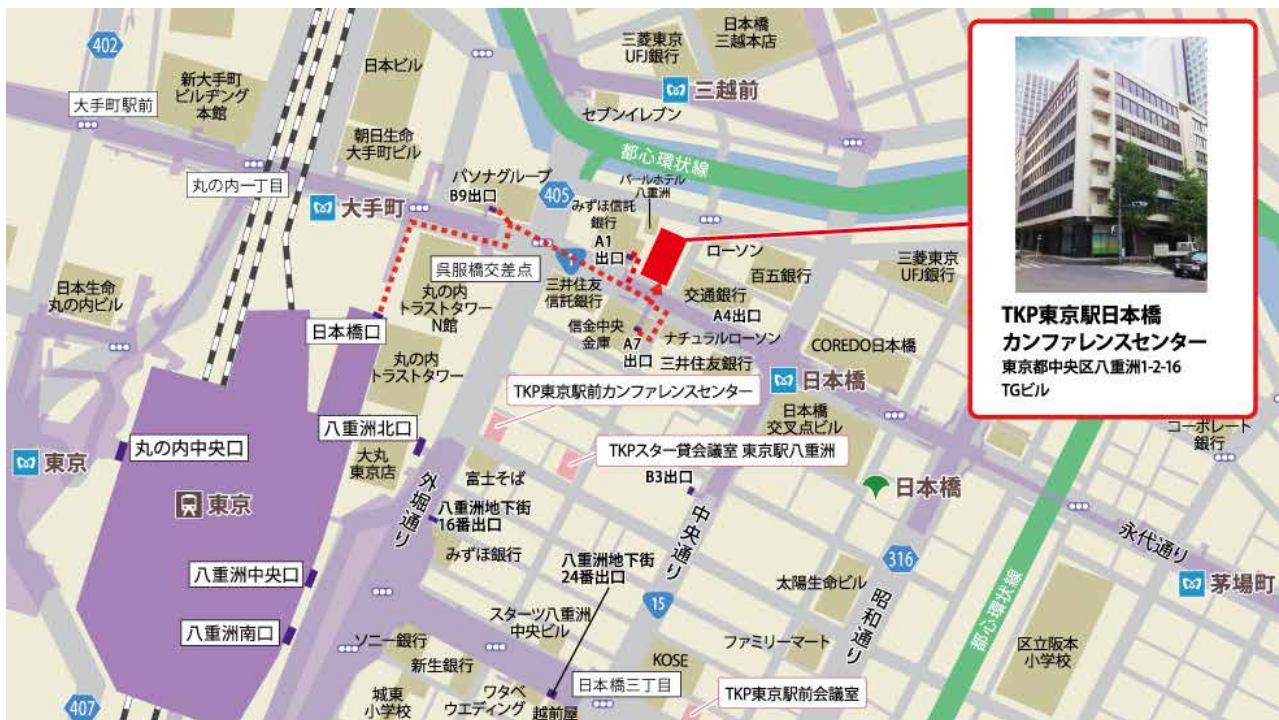 402
新大手町
ビルヂング
本館
大手町駅前
日本ビル
朝日生命
大手町ビル
丸の内一丁目
三菱東京
UFJ銀行
日本橋
三越本店
三越前
セブンイレブン
都心環状線
パソナグループ
B9出口
405
パールホテル
八重洲
みずほ信託
銀行
A1
出口
大手町
呉服橋交差点
1
三井住友
信託銀行
ローソン
百五銀行
三菱東京
UFJ銀行
交通銀行
A4出口
日本生命
丸の内ビル
日本橋口
丸の内
トラストタワー
N館
丸の内
トラストタワー
信金中央
金庫
A7
出口
ナチュラルローソン
三井住友銀行
COREDO日本橋
日本橋
TKP東京駅前カンファレンスセンター
日本橋
交叉点ビル
TKPスター貸会議室 東京駅八重洲
B3出口
八重洲北口
丸の内中央口
大丸
東京店
東京
東京
外堀通り
富士そば
八重洲地下街
16番出口
みずほ銀行
中央通り
日本橋
コーポレート
銀行
永代通り
茅場町
316
八重洲中央口
八重洲地下街
24番出口
15
太陽生命ビル
昭和通り
都心環状線
八重洲南口
スターツ八重洲
中央ビル
ファミリーマート
区立阪本
小学校
ソニー銀行
新生銀行
KOSE
日本橋三丁目
TKP東京駅前会議室
407
城東
小学校
ワタベ
ウエディング
越前屋
TKP東京駅日本橋
カンファレンスセンター
東京都中央区八重洲1-2-16
TGビル